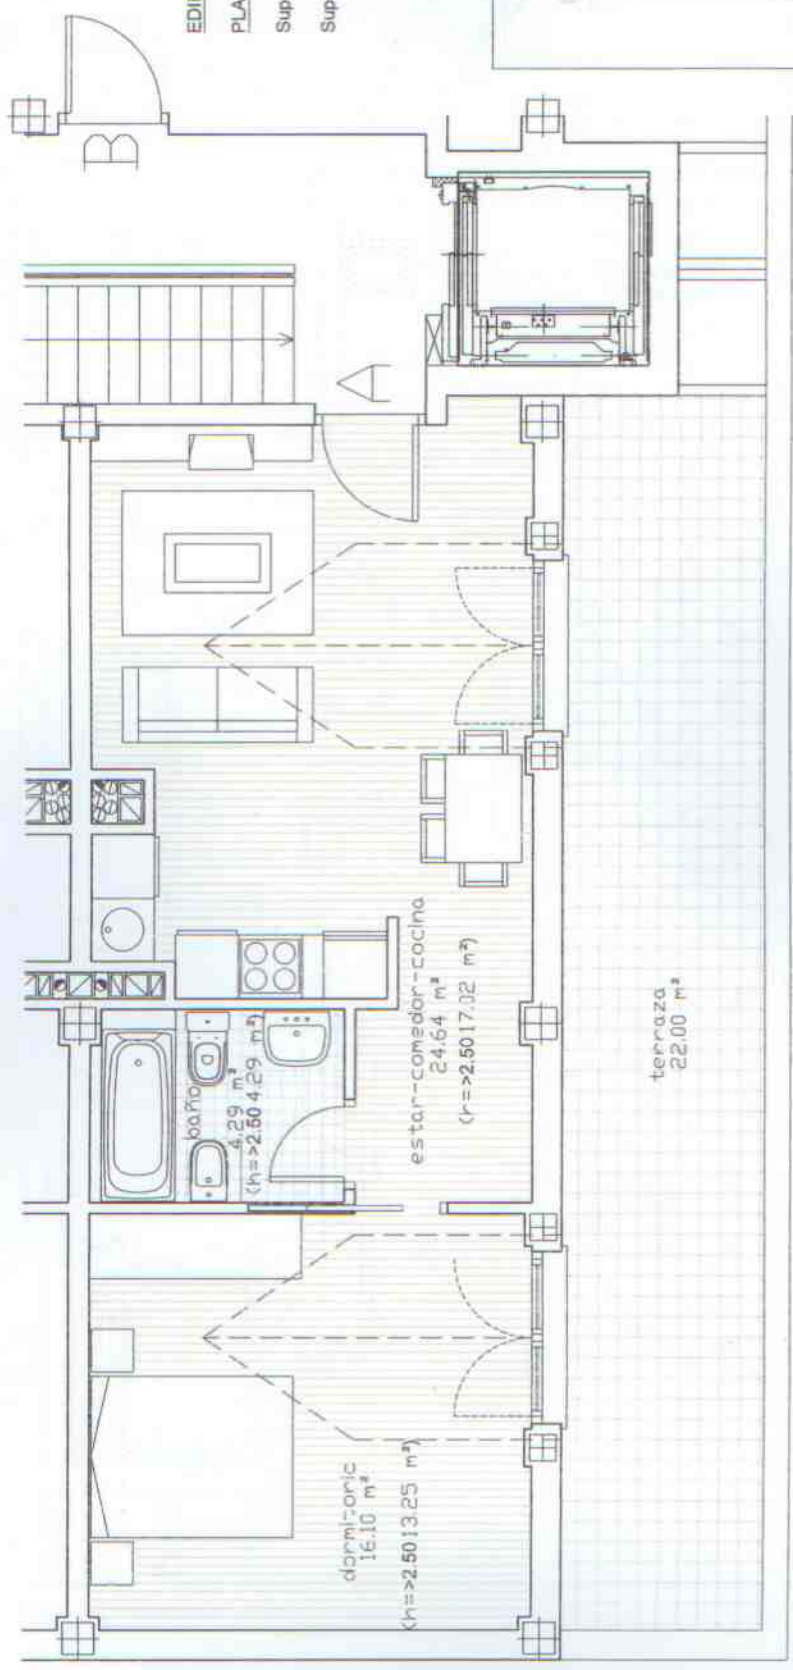 EDI
PLA
Sup
Sup
baño
4.29 m²
(h=>2.50 4.29 m²)
estar-comedor-cocina
24.64 m²
(h=>2.50 17.02 m²)
dormitorio
16.10 m²
(h=>2.50 13.25 m²)
terraza
22.00 m²